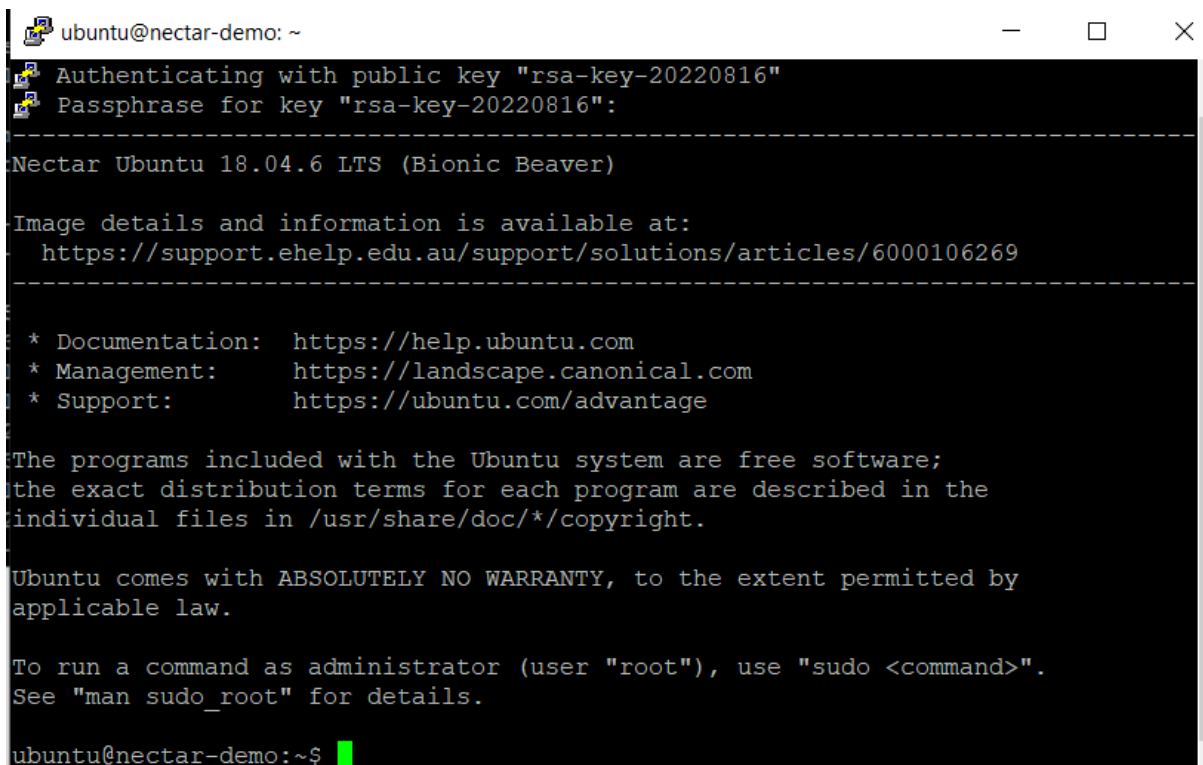 ubuntu@nectar-demo: ~
Authenticating with public key "rsa-key-20220816"
Passphrase for key "rsa-key-20220816":
--------------------------------------------------------------------------------
Nectar Ubuntu 18.04.6 LTS (Bionic Beaver)
Image details and information is available at:
https://support.ehelp.edu.au/support/solutions/articles/6000106269
--------------------------------------------------------------------------------
* Documentation:  https://help.ubuntu.com
* Management:     https://landscape.canonical.com
* Support:        https://ubuntu.com/advantage
The programs included with the Ubuntu system are free software;
the exact distribution terms for each program are described in the
individual files in /usr/share/doc/*/copyright.
Ubuntu comes with ABSOLUTELY NO WARRANTY, to the extent permitted by
applicable law.
To run a command as administrator (user "root"), use "sudo <command>".
See "man sudo_root" for details.
ubuntu@nectar-demo:~$